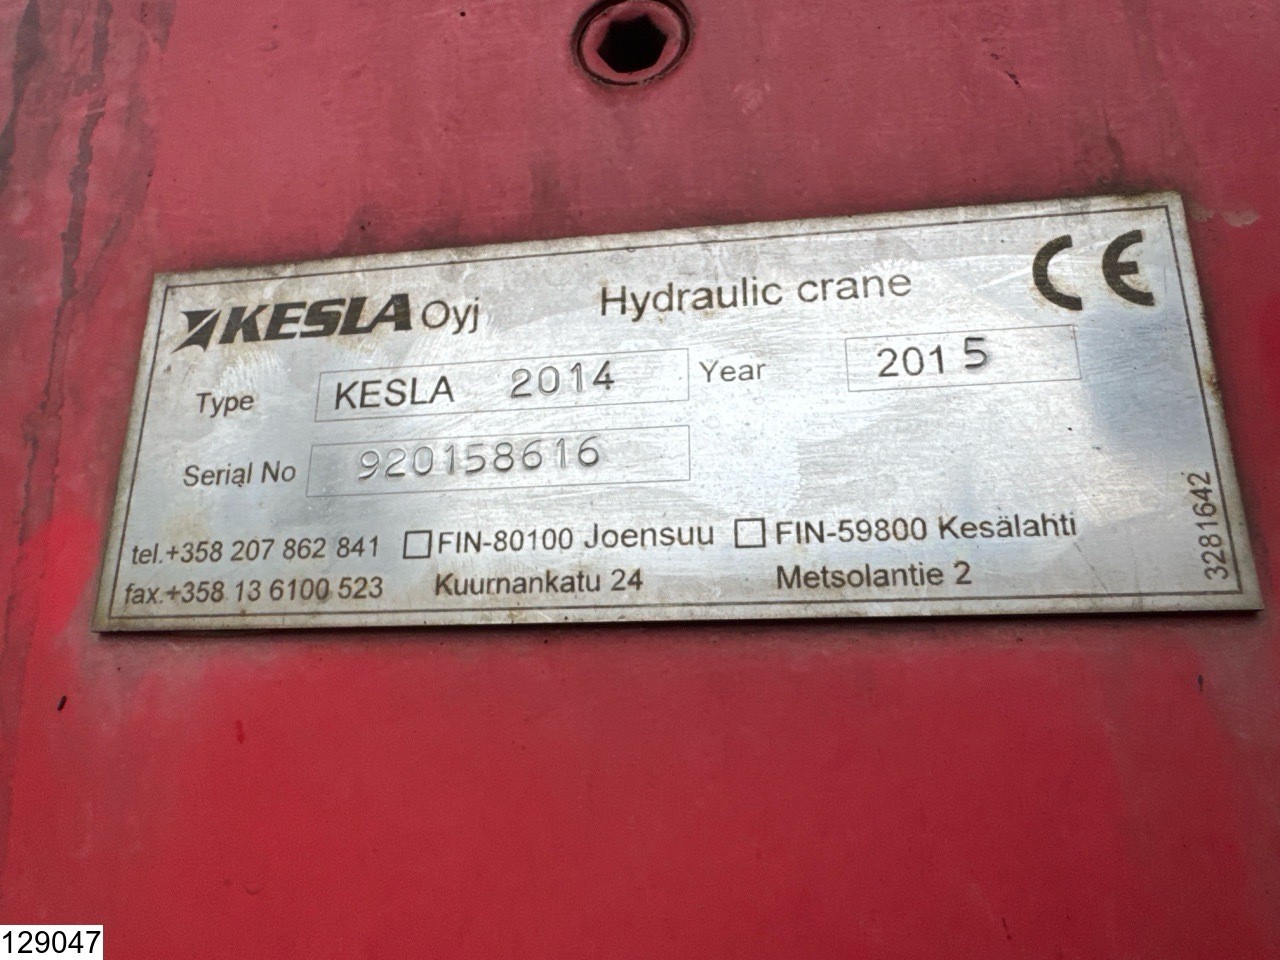 KESLA Oyj Hydraulic crane CE
Type KESLA 2014 Year 2015
Serial No 920158616
tel.+358 207 862 841 FIN-80100 Joensuu FIN-59800 Kesälahti
fax.+358 13 6100 523 Kuurnankatu 24 Metsolantie 2
3281642
129047